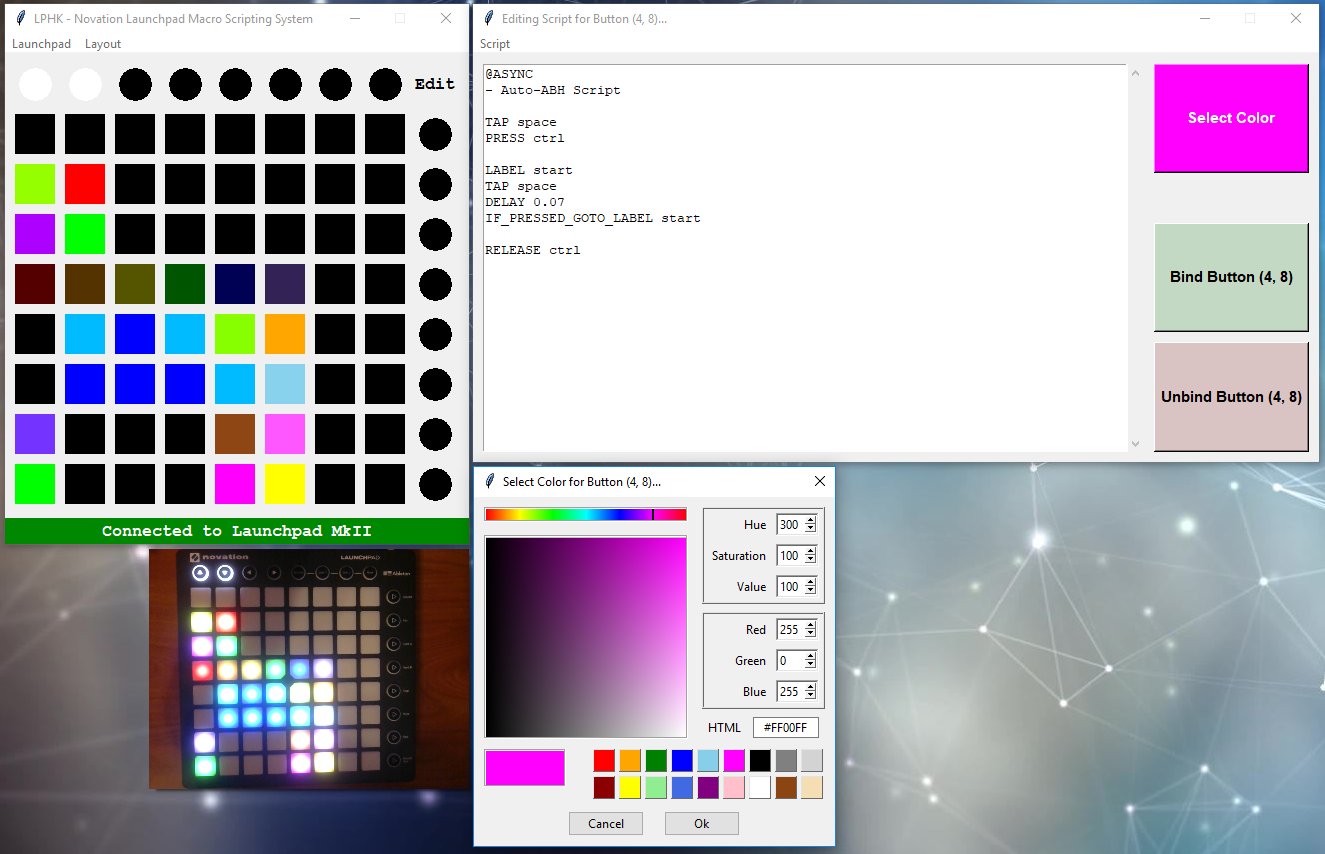 LPHK - Novation Launchpad Macro Scripting System
Launchpad Layout
Edit
Connected to Launchpad MkII
Editing Script for Button (4, 8)...
Script
@ASYNC
- Auto-ABH Script
TAP space
PRESS ctrl
LABEL start
TAP space
DELAY 0.07
IF_PRESSED_GOTO_LABEL start
RELEASE ctrl
Select Color
Bind Button (4, 8)
Unbind Button (4, 8)
novation
LAUNCHPAD
Ableton
Select Color for Button (4, 8)...
Hue 300
Saturation 100
Value 100
Red 255
Green 0
Blue 255
HTML #FF00FF
Cancel Ok